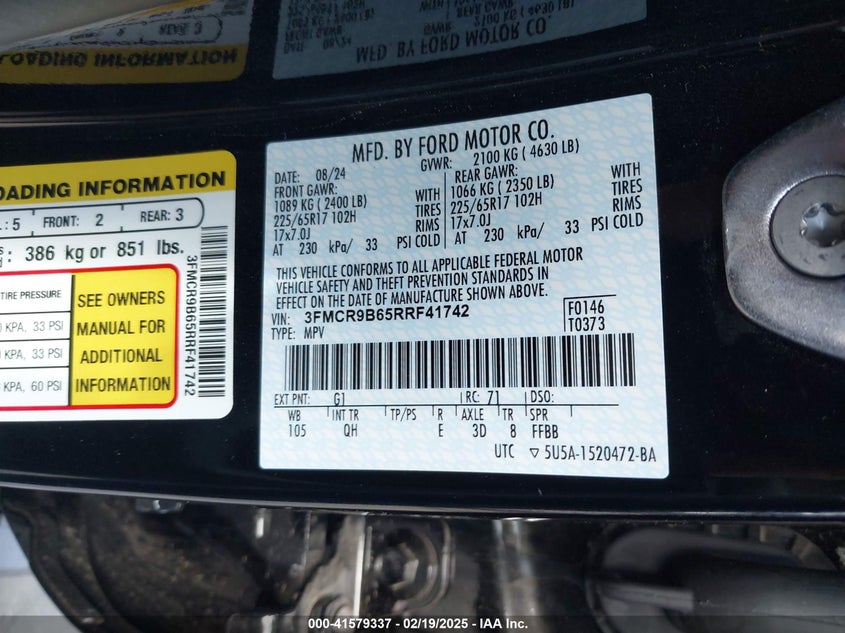 LOADING INFORMATION
:5 FRONT: 2 REAR: 3
: 386 kg or 851 lbs.
TIRE PRESSURE
KPA, 33 PSI
KPA, 33 PSI
KPA, 60 PSI
SEE OWNERS
MANUAL FOR
ADDITIONAL
INFORMATION
3FMCR9B65RRF41742
MFD. BY FORD MOTOR CO.
DATE: 08/24 GVWR: 2100 KG ( 4630 LB)
FRONT GAWR: REAR GAWR:
1089 KG ( 2400 LB) WITH 1066 KG ( 2350 LB) WITH
225/65R17 102H TIRES 225/65R17 102H TIRES
17x7.0J RIMS 17x7.0J RIMS
AT 230 kPa/ 33 PSI COLD AT 230 kPa/ 33 PSI COLD
THIS VEHICLE CONFORMS TO ALL APPLICABLE FEDERAL MOTOR
VEHICLE SAFETY AND THEFT PREVENTION STANDARDS IN
EFFECT ON THE DATE OF MANUFACTURE SHOWN ABOVE.
VIN: 3FMCR9B65RRF41742 F0146
TYPE: MPV T0373
EXT PNT: G1 RC: 71 DSO:
WB INT TR TP/PS R AXLE TR SPR
105 QH E 3D 8 FFBB
UTC ▽5U5A-1520472-BA
000-41579337 - 02/19/2025 - IAA Inc.